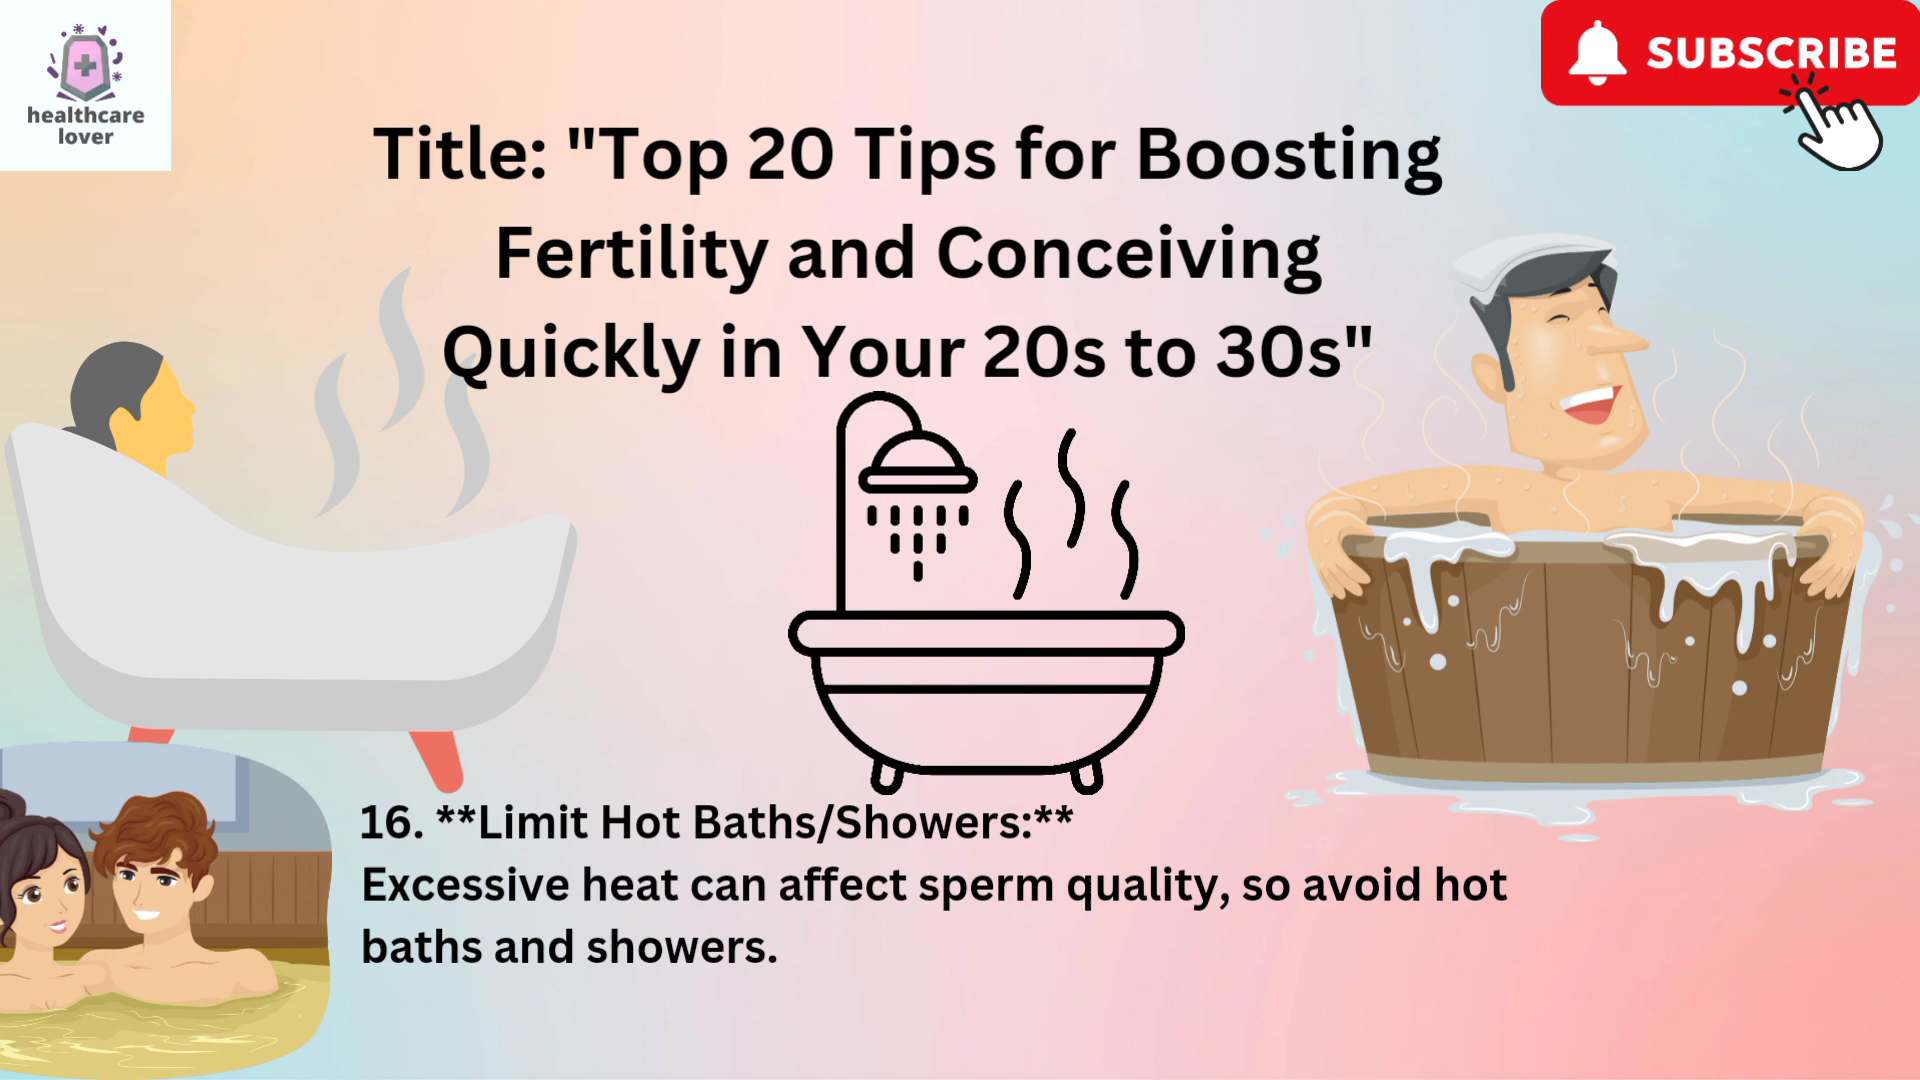 healthcare
lover
SUBSCRIBE
Title: "Top 20 Tips for Boosting
Fertility and Conceiving
Quickly in Your 20s to 30s"
16. **Limit Hot Baths/Showers:**
Excessive heat can affect sperm quality, so avoid hot
baths and showers.